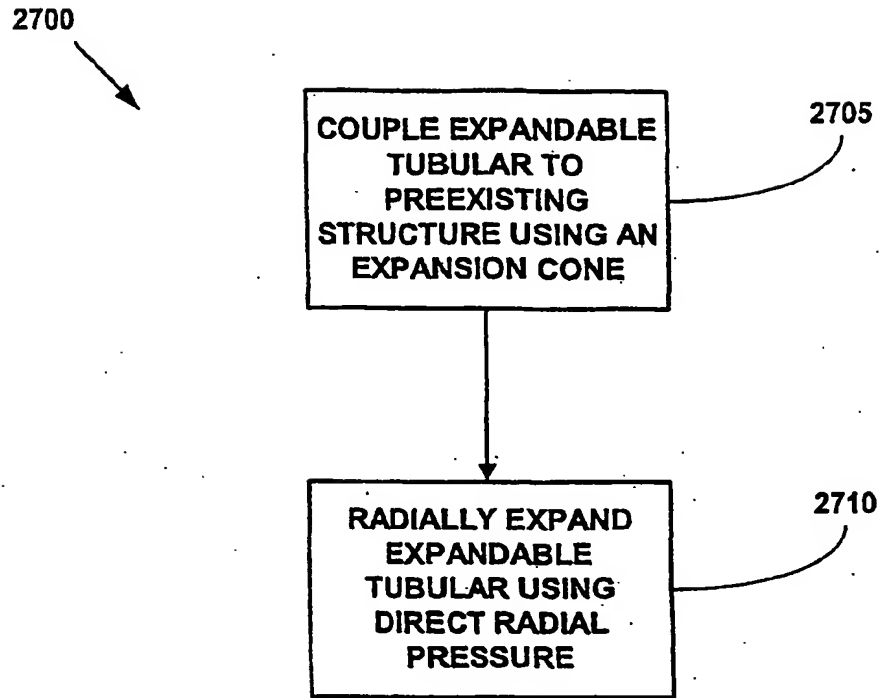 2700
2705
COUPLE EXPANDABLE
TUBULAR TO
PREEXISTING
STRUCTURE USING AN
EXPANSION CONE
2710
RADIALLY EXPAND
EXPANDABLE
TUBULAR USING
DIRECT RADIAL
PRESSURE